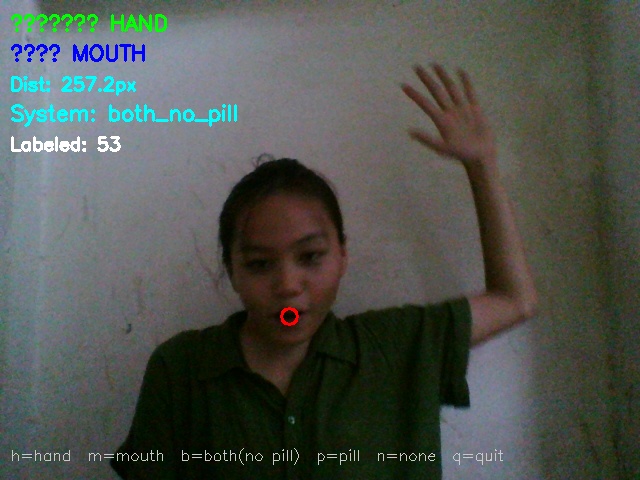 ??????? HAND
???? MOUTH
Dist: 257.2px
System: both_no_pill
Labeled: 53
h=hand m=mouth b=both(no pill) p=pill n=none q=quit